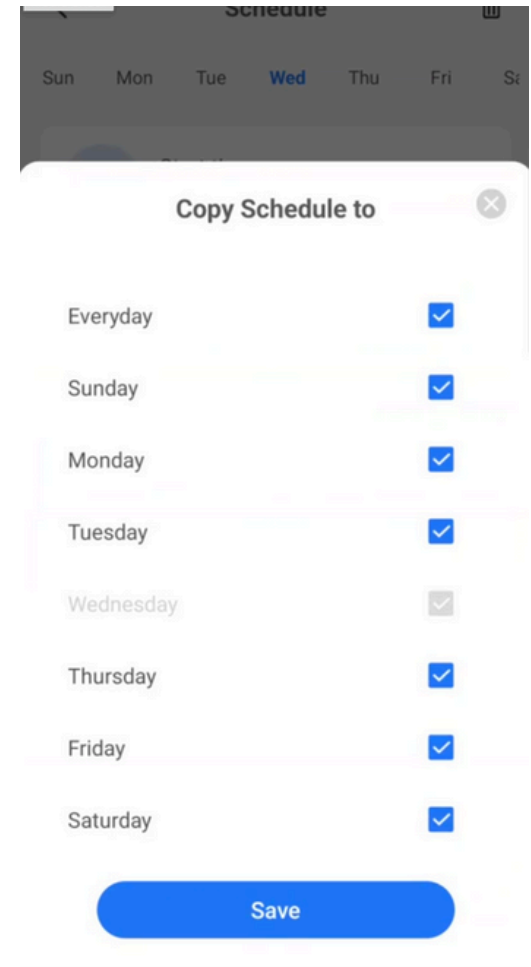 Schedule
Sun Mon Tue Wed Thu Fri
Copy Schedule to
Everyday
Sunday
Monday
Tuesday
Wednesday
Thursday
Friday
Saturday
Save